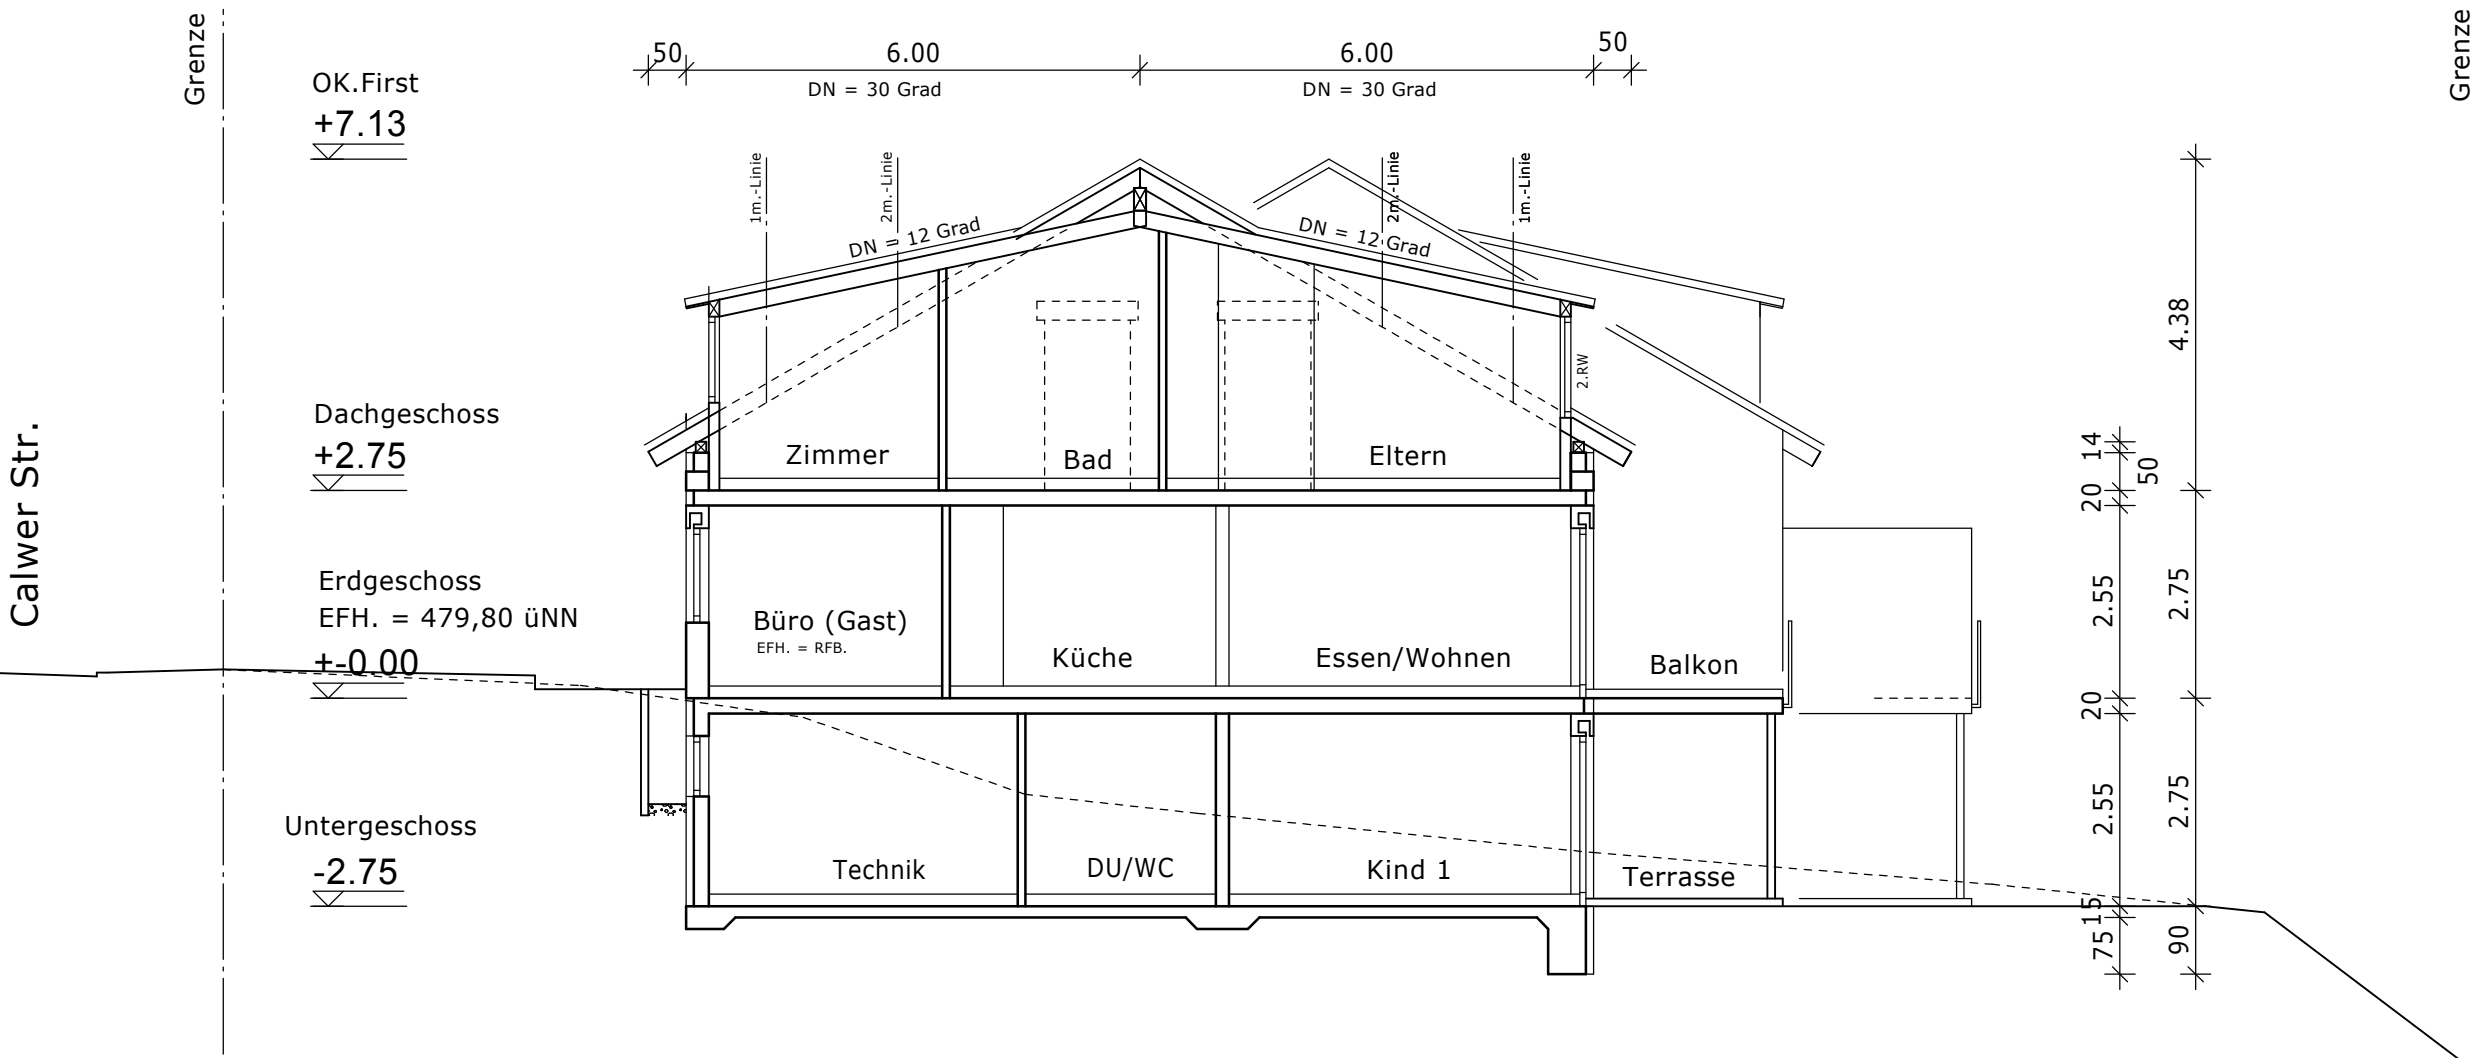 Grenze
50
6.00
6.00
50
Grenze
DN = 30 Grad
DN = 30 Grad
OK.First
+7.13
1m.-Linie
2m.-Linie
2m.-Linie
1m.-Linie
DN = 12 Grad
DN = 12 Grad
4.38
2.RW
Dachgeschoss
+2.75
Zimmer
Bad
Eltern
14
50
20
Calwer Str.
Erdgeschoss
EFH. = 479,80 üNN
+-0.00
Büro (Gast)
EFH. = RFB.
Küche
Essen/Wohnen
Balkon
2.55
2.75
20
Untergeschoss
-2.75
Technik
DU/WC
Kind 1
Terrasse
2.55
2.75
15
75
90